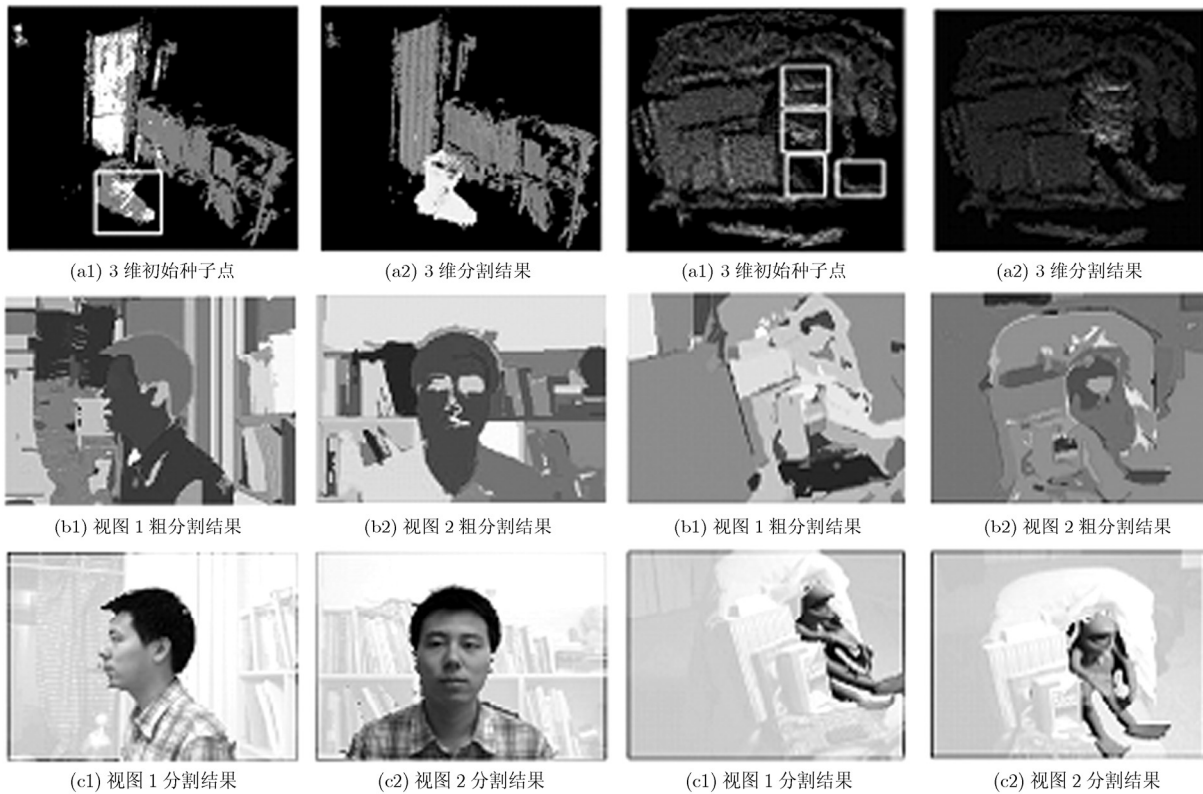 (a1) 3 维初始种子点
(a2) 3 维分割结果
(a1) 3 维初始种子点
(a2) 3 维分割结果
(b1) 视图 1 粗分割结果
(b2) 视图 2 粗分割结果
(b1) 视图 1 粗分割结果
(b2) 视图 2 粗分割结果
(c1) 视图 1 分割结果
(c2) 视图 2 分割结果
(c1) 视图 1 分割结果
(c2) 视图 2 分割结果